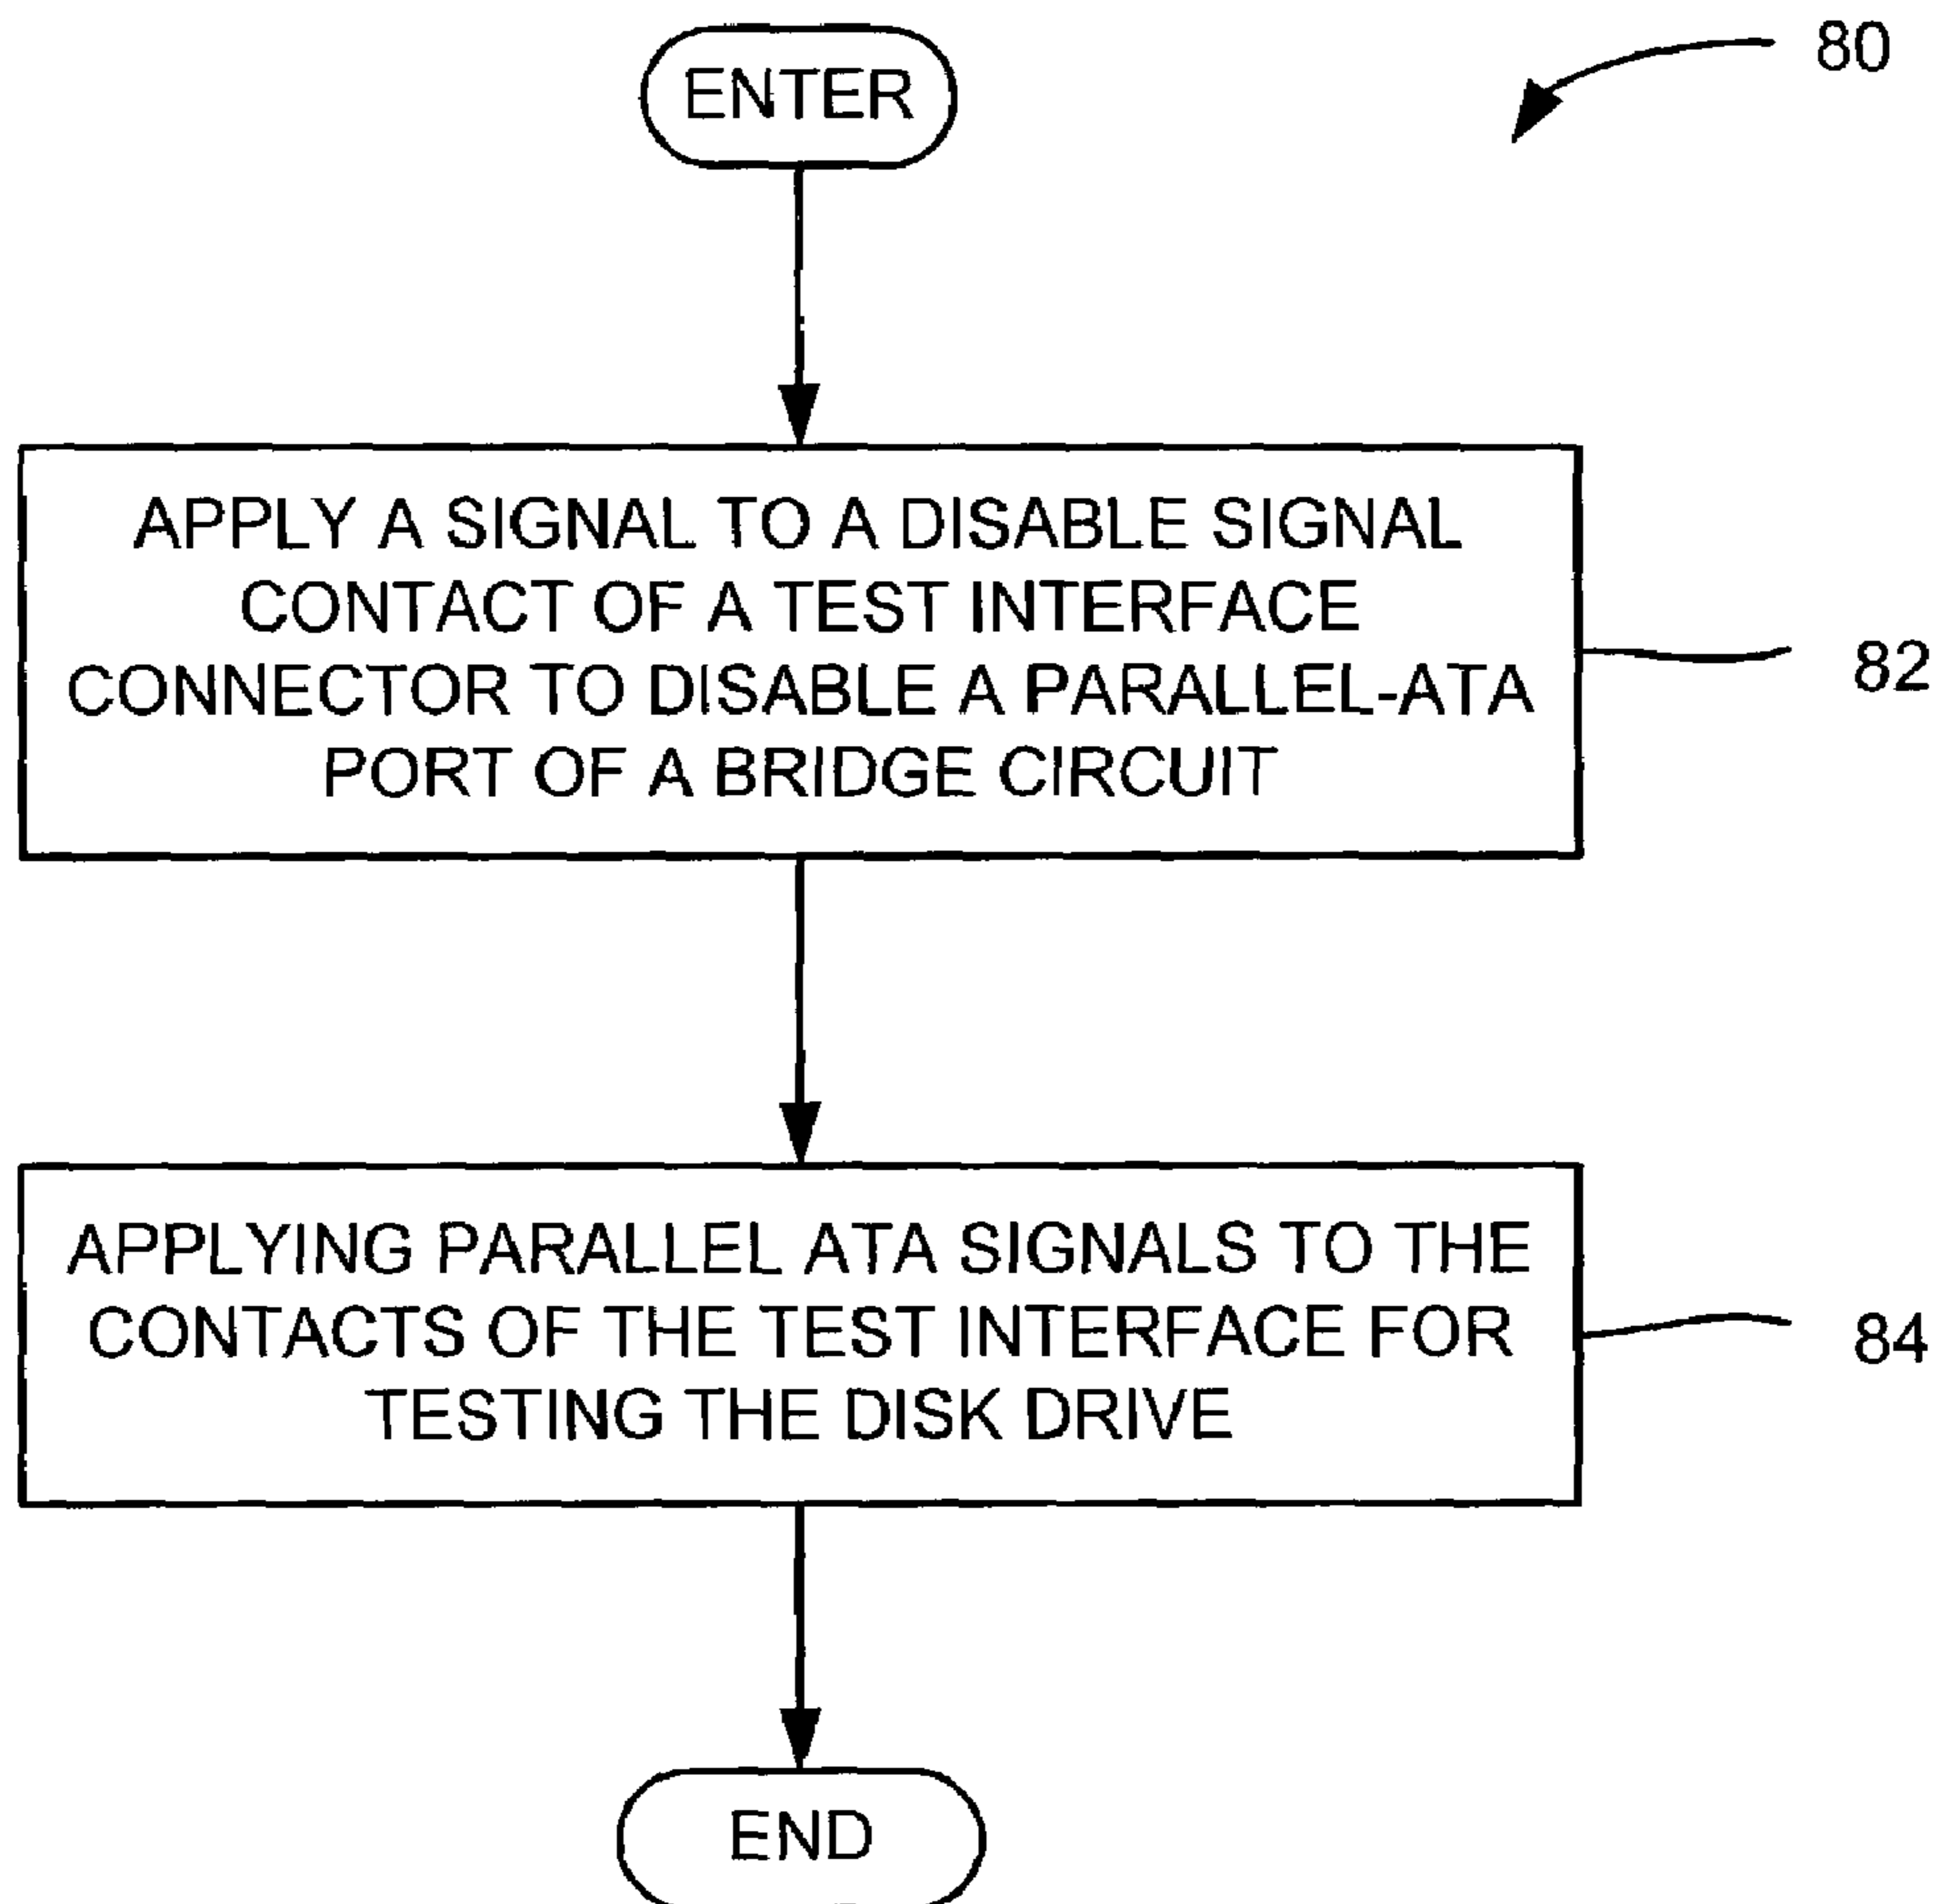 ENTER
80
APPLY A SIGNAL TO A DISABLE SIGNAL
CONTACT OF A TEST INTERFACE
CONNECTOR TO DISABLE A PARALLEL-ATA
PORT OF A BRIDGE CIRCUIT
82
APPLYING PARALLEL ATA SIGNALS TO THE
CONTACTS OF THE TEST INTERFACE FOR
TESTING THE DISK DRIVE
84
END